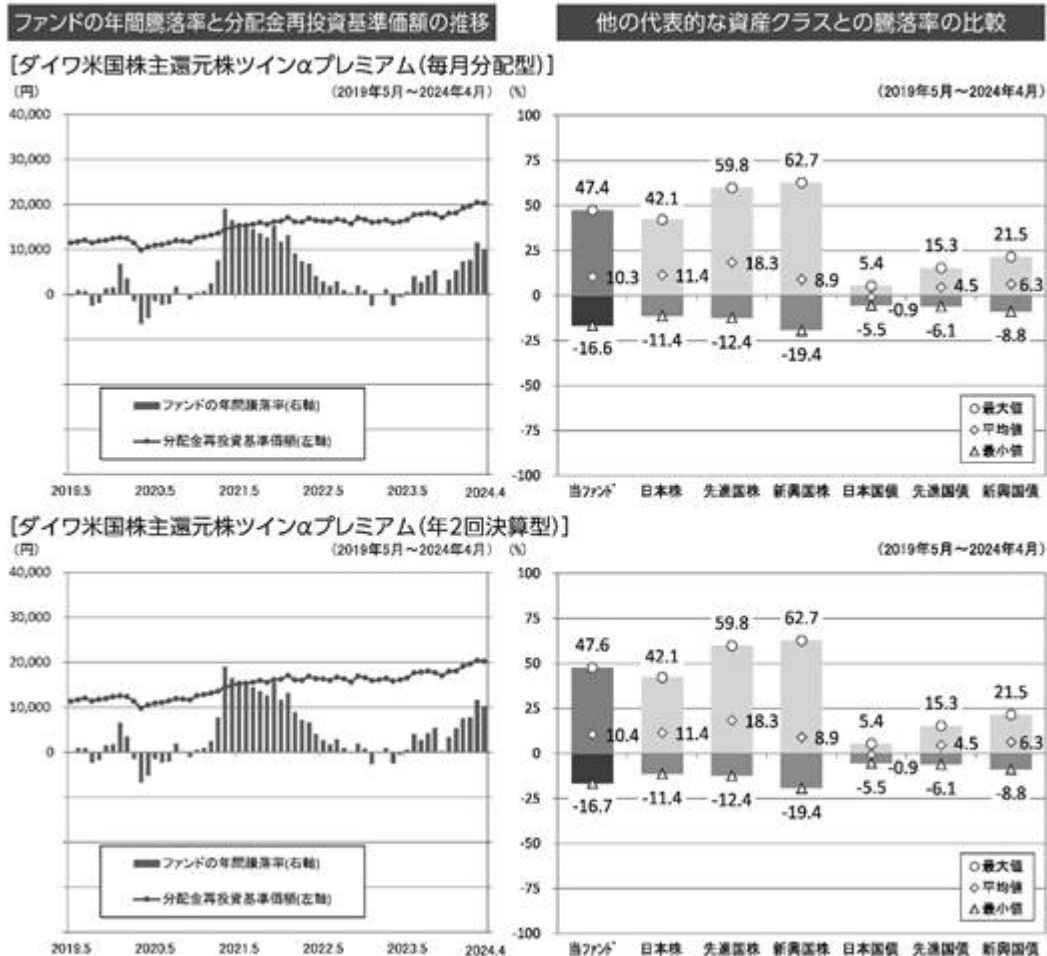 ファンドの年間騰落率と分配金再投資基準価額の推移
他の代表的な資産クラスとの騰落率の比較
[ダイワ米国株主還元株ツインαプレミアム(毎月分配型)]
(円)
(2019年5月~2024年4月)
40,000
30,000
20,000
10,000
0
ファンドの年間騰落率(右軸)
分配金再投資基準価額(左軸)
2019.5 2020.5 2021.5 2022.5 2023.5 2024.4
(%)
(2019年5月~2024年4月)
100
75
50
25
0
-25
-50
-75
-100
47.4 42.1 59.8 62.7 5.4 15.3 21.5
10.3 11.4 18.3 8.9 -0.9 4.5 6.3
-16.6 -11.4 -12.4 -19.4 -5.5 -6.1 -8.8
最大値
平均値
最小値
当ファンド 日本株 先進国株 新興国株 日本国債 先進国債 新興国債
[ダイワ米国株主還元株ツインαプレミアム(年2回決算型)]
(円)
(2019年5月~2024年4月)
40,000
30,000
20,000
10,000
0
ファンドの年間騰落率(右軸)
分配金再投資基準価額(左軸)
2019.5 2020.5 2021.5 2022.5 2023.5 2024.4
(%)
(2019年5月~2024年4月)
100
75
50
25
0
-25
-50
-75
-100
47.6 42.1 59.8 62.7 5.4 15.3 21.5
10.4 11.4 18.3 8.9 -0.9 4.5 6.3
-16.7 -11.4 -12.4 -19.4 -5.5 -6.1 -8.8
最大値
平均値
最小値
当ファンド 日本株 先進国株 新興国株 日本国債 先進国債 新興国債